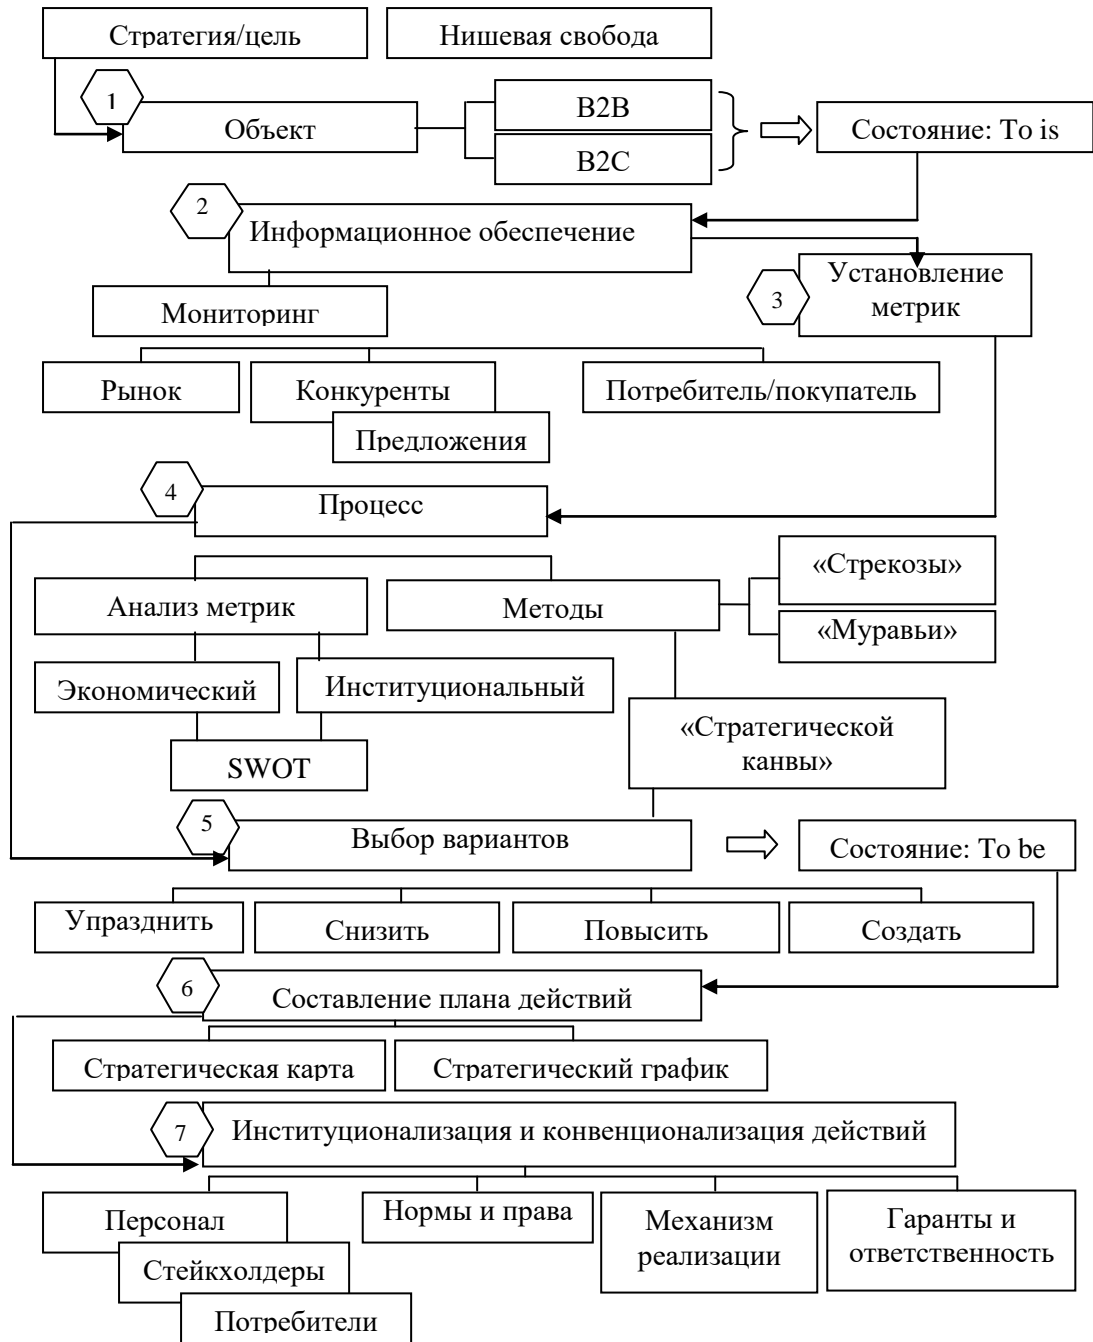 Стратегия/цель
Нишевая свобода
1
Объект
B2B
B2C
Состояние: To is
2
Информационное обеспечение
3
Установление
метрик
Мониторинг
Рынок
Конкуренты
Предложения
Потребитель/покупатель
4
Процесс
Анализ метрик
Методы
«Стрекозы»
«Муравьи»
Экономический
Институциональный
SWOT
«Стратегической
канвы»
5
Выбор вариантов
Состояние: To be
Упразднить
Снизить
Повысить
Создать
6
Составление плана действий
Стратегическая карта
Стратегический график
7
Институционализация и конвенционализация действий
Персонал
Стейкхолдеры
Потребители
Нормы и права
Механизм
реализации
Гаранты и
ответственность